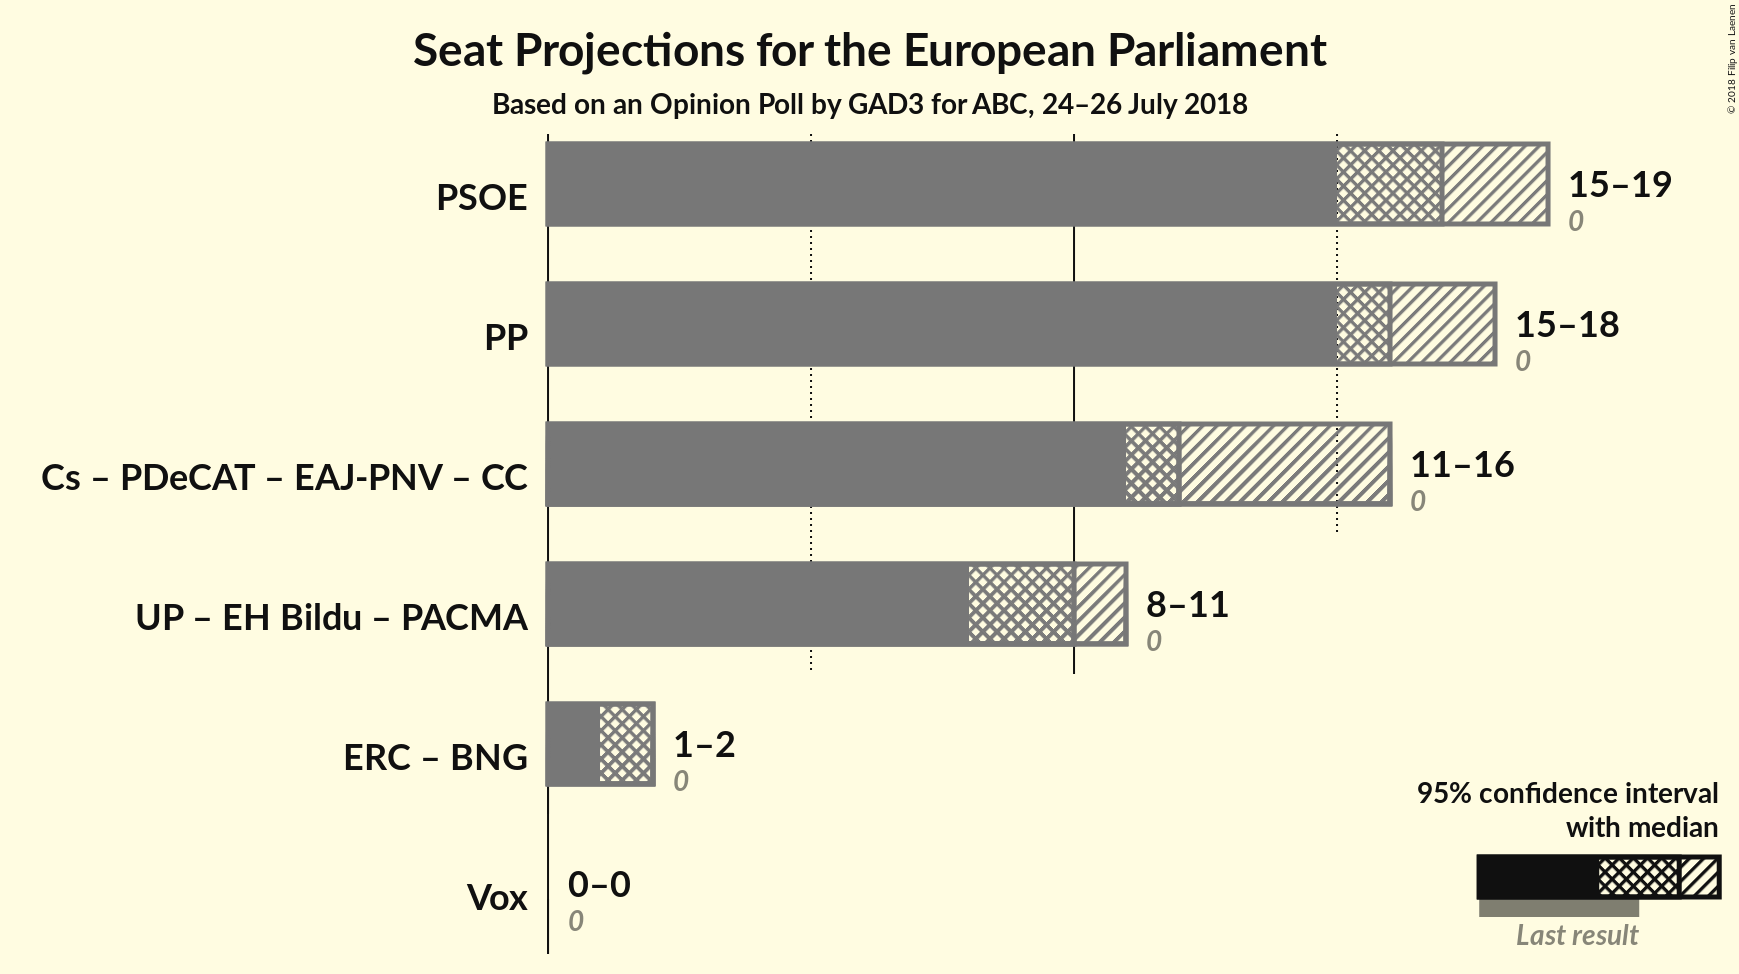 Seat Projections for the European Parliament
Based on an Opinion Poll by GAD3 for ABC, 24–26 July 2018
© 2018 Filip van Laenen
PSOE
15–19
0
PP
15–18
0
Cs – PDeCAT – EAJ-PNV – CC
11–16
0
UP – EH Bildu – PACMA
8–11
0
ERC – BNG
1–2
0
Vox
0–0
0
95% confidence interval
with median
Last result